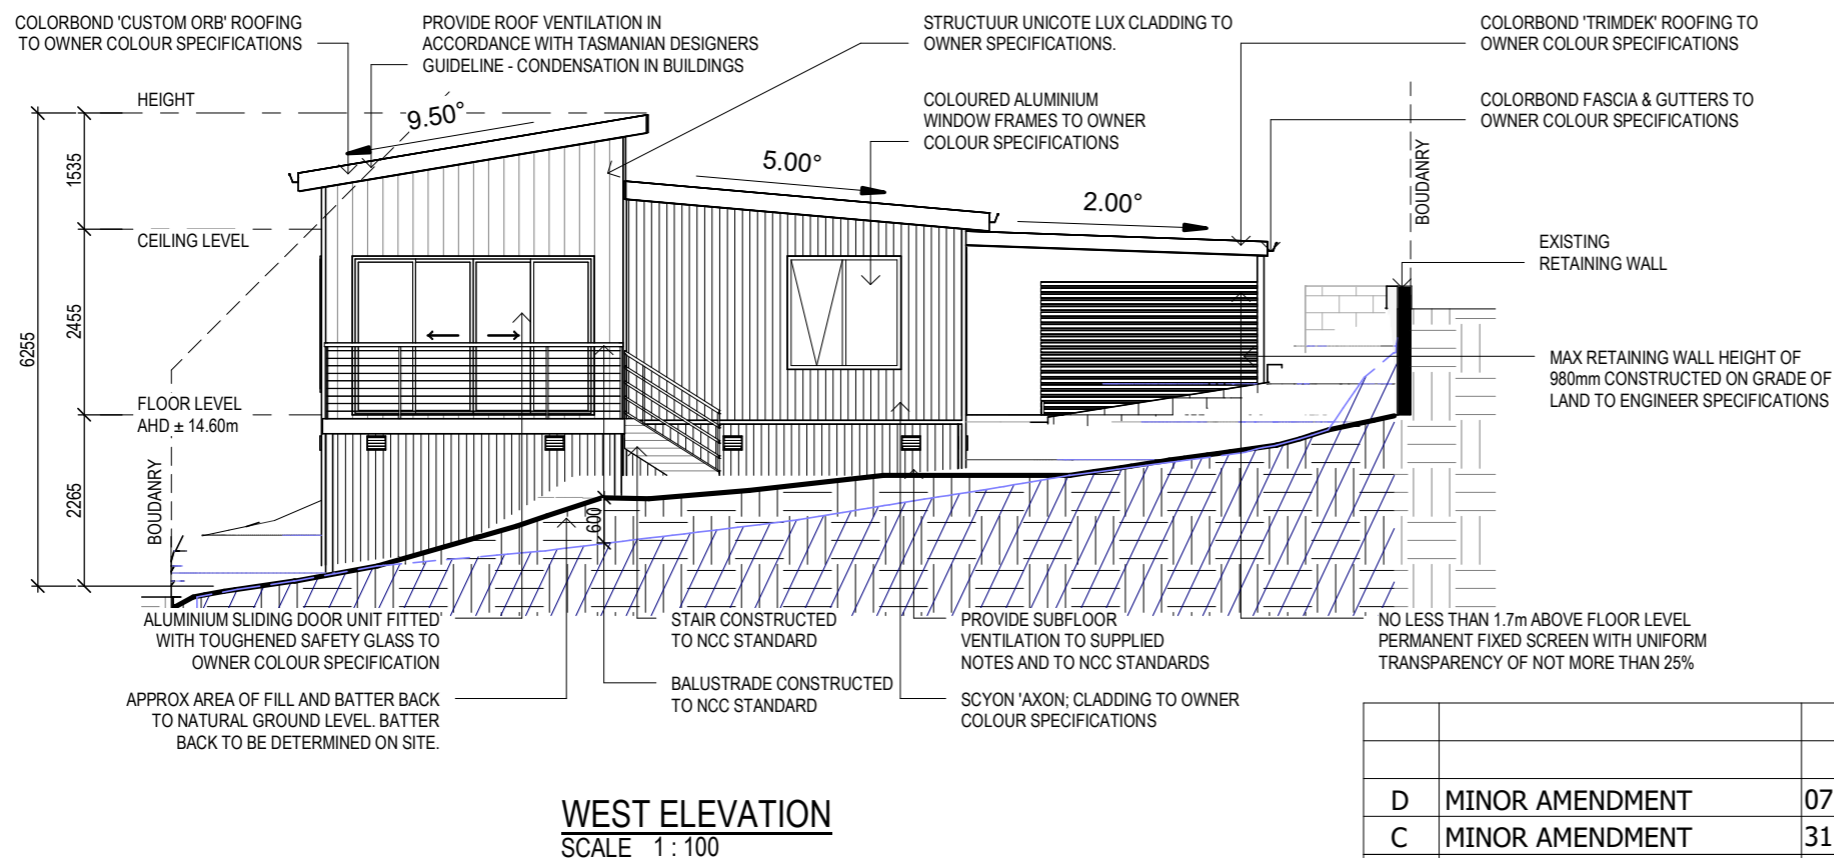 COLORBOND 'CUSTOM ORB' ROOFING
TO OWNER COLOUR SPECIFICATIONS
PROVIDE ROOF VENTILATION IN
ACCORDANCE WITH TASMANIAN DESIGNERS
GUIDELINE - CONDENSATION IN BUILDINGS
STRUCTUUR UNICOTE LUX CLADDING TO
OWNER SPECIFICATIONS.
COLORBOND 'TRIMDEK' ROOFING TO
OWNER COLOUR SPECIFICATIONS
COLOURED ALUMINIUM
WINDOW FRAMES TO OWNER
COLOUR SPECIFICATIONS
COLORBOND FASCIA & GUTTERS TO
OWNER COLOUR SPECIFICATIONS
HEIGHT
9.50°
5.00°
2.00°
BOUDANRY
1535
CEILING LEVEL
EXISTING
RETAINING WALL
2455
6255
MAX RETAINING WALL HEIGHT OF
980mm CONSTRUCTED ON GRADE OF
LAND TO ENGINEER SPECIFICATIONS
FLOOR LEVEL
AHD ± 14.60m
2265
BOUDANRY
600
ALUMINIUM SLIDING DOOR UNIT FITTED
WITH TOUGHENED SAFETY GLASS TO
OWNER COLOUR SPECIFICATION
STAIR CONSTRUCTED
TO NCC STANDARD
PROVIDE SUBFLOOR
VENTILATION TO SUPPLIED
NOTES AND TO NCC STANDARDS
NO LESS THAN 1.7m ABOVE FLOOR LEVEL
PERMANENT FIXED SCREEN WITH UNIFORM
TRANSPARENCY OF NOT MORE THAN 25%
APPROX AREA OF FILL AND BATTER BACK
TO NATURAL GROUND LEVEL. BATTER
BACK TO BE DETERMINED ON SITE.
BALUSTRADE CONSTRUCTED
TO NCC STANDARD
SCYON 'AXON; CLADDING TO OWNER
COLOUR SPECIFICATIONS
WEST ELEVATION
SCALE 1 : 100
D MINOR AMENDMENT 07
C MINOR AMENDMENT 31